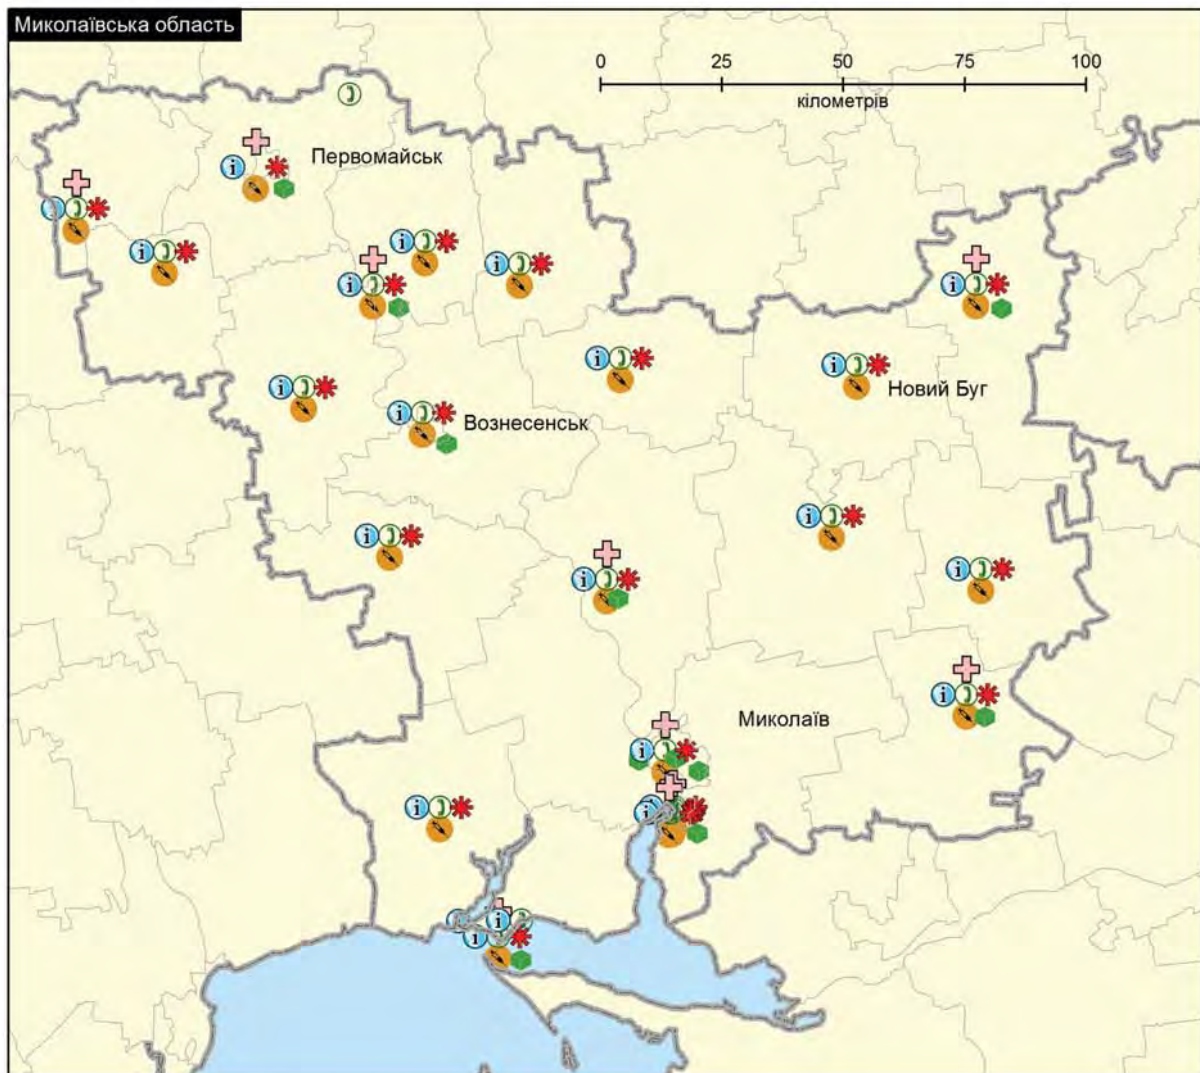 Миколаївська область
0 25 50 75 100
кілометрів
Первомайськ
Новий Буг
Вознесенськ
Миколаїв